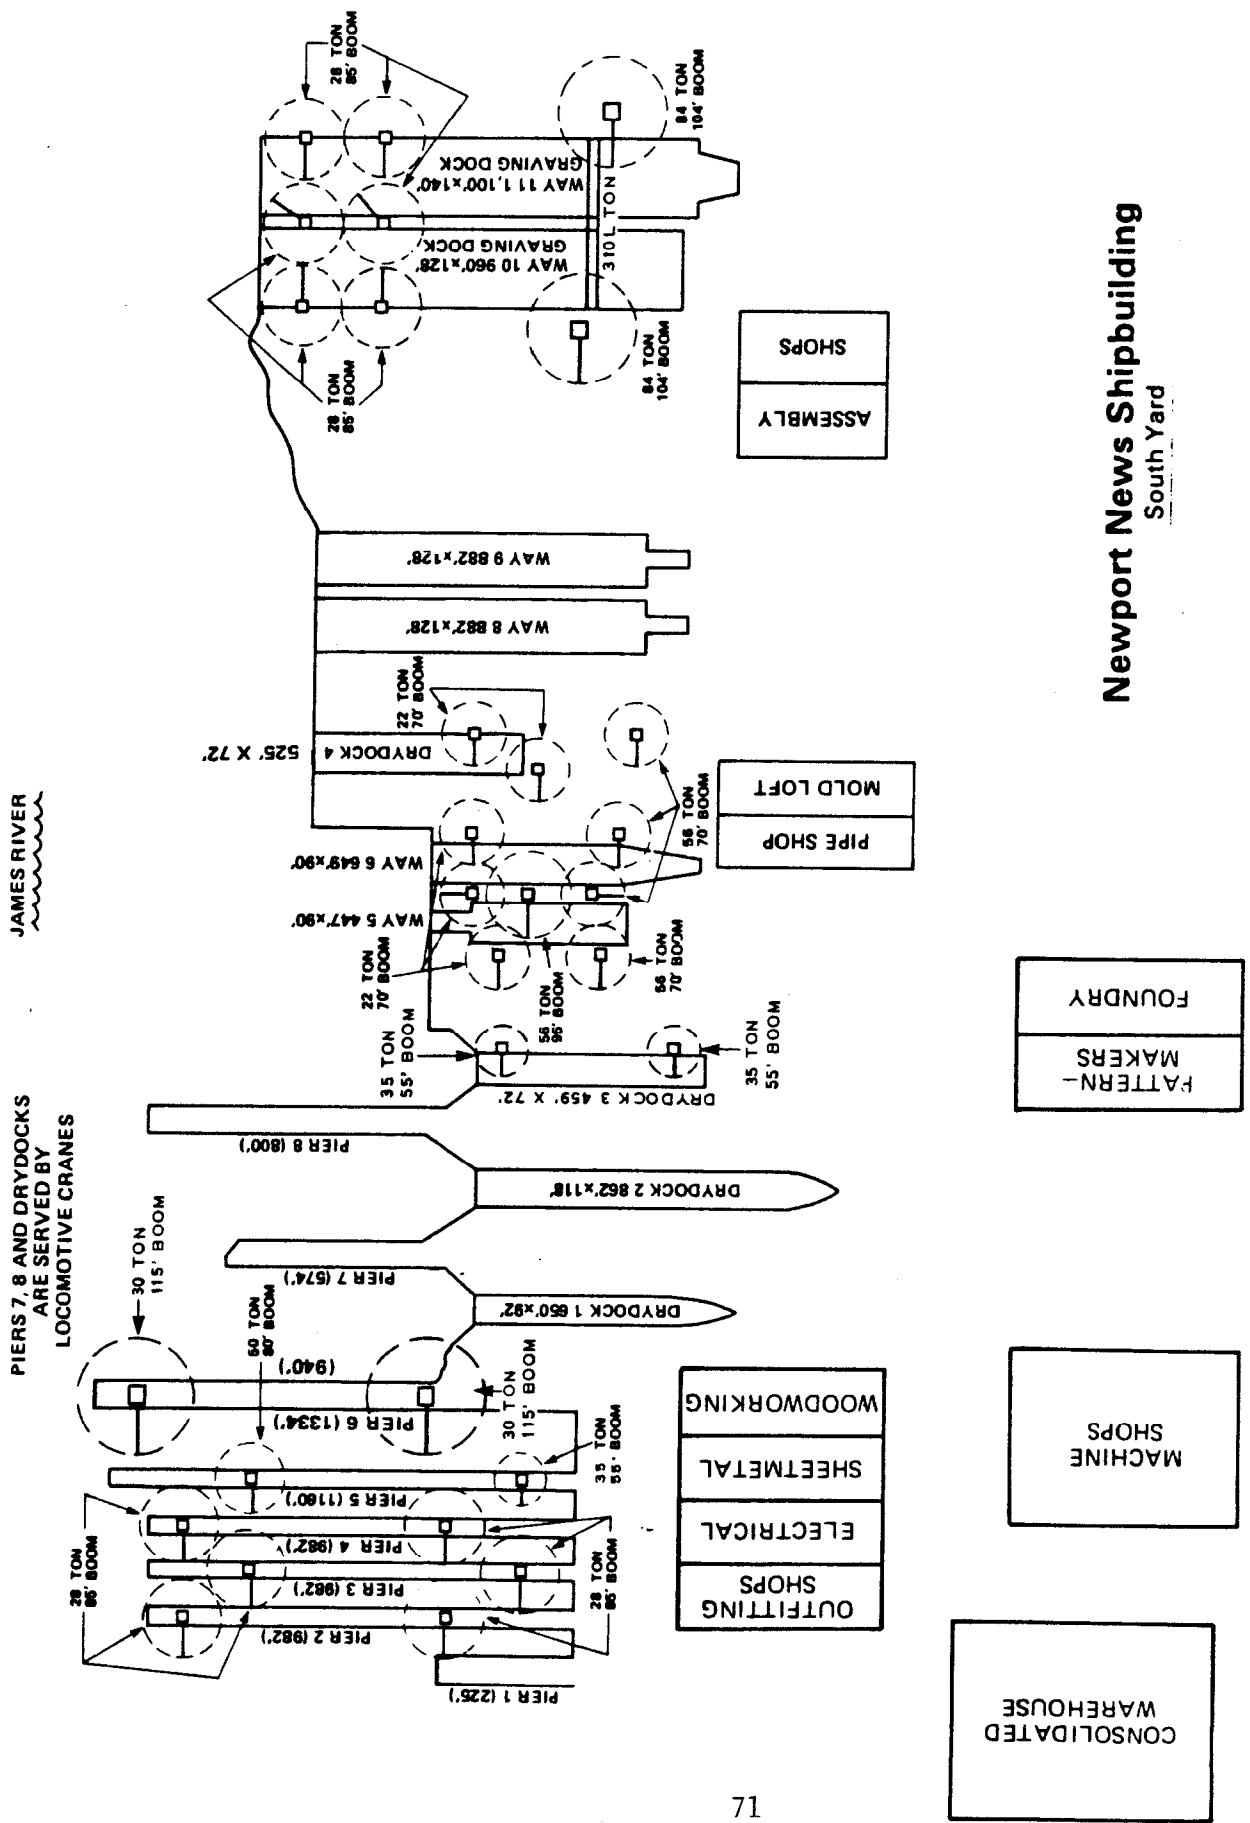 JAMES RIVER
PIERS 7, 8 AND DRYDOCKS
ARE SERVED BY
LOCOMOTIVE CRANES
28 TON
85' BOOM
WAY 11 1,100'x140'
GRAVING DOCK
WAY 10 960'x128'
GRAVING DOCK
310 L TON
84 TON
104' BOOM
84 TON
104' BOOM
28 TON
85' BOOM
SHOPS
ASSEMBLY
WAY 9 882'x128'
WAY 8 882'x128'
22 TON
70' BOOM
DRYDOCK 4 525' X 72'
56 TON
70' BOOM
MOLD LOFT
PIPE SHOP
WAY 6 649'x90'
WAY 5 447'x90'
22 TON
70' BOOM
56 TON
95' BOOM
56 TON
70' BOOM
35 TON
55' BOOM
35 TON
55' BOOM
DRYDOCK 3 459' X 72'
FOUNDRY
PATTERN-
MAKERS
PIER 8 (800')
DRYDOCK 2 862'x118'
PIER 7 (574')
DRYDOCK 1 650'x92'
30 TON
115' BOOM
50 TON
80' BOOM
(940')
PIER 6 (1334')
30 TON
115' BOOM
35 TON
55' BOOM
PIER 5 (1160')
PIER 4 (982')
PIER 3 (982')
PIER 2 (982')
PIER 1 (225')
28 TON
85' BOOM
28 TON
85' BOOM
WOODWORKING
SHEETMETAL
ELECTRICAL
OUTFITTING
SHOPS
MACHINE
SHOPS
CONSOLIDATED
WAREHOUSE
Newport News Shipbuilding
South Yard
71